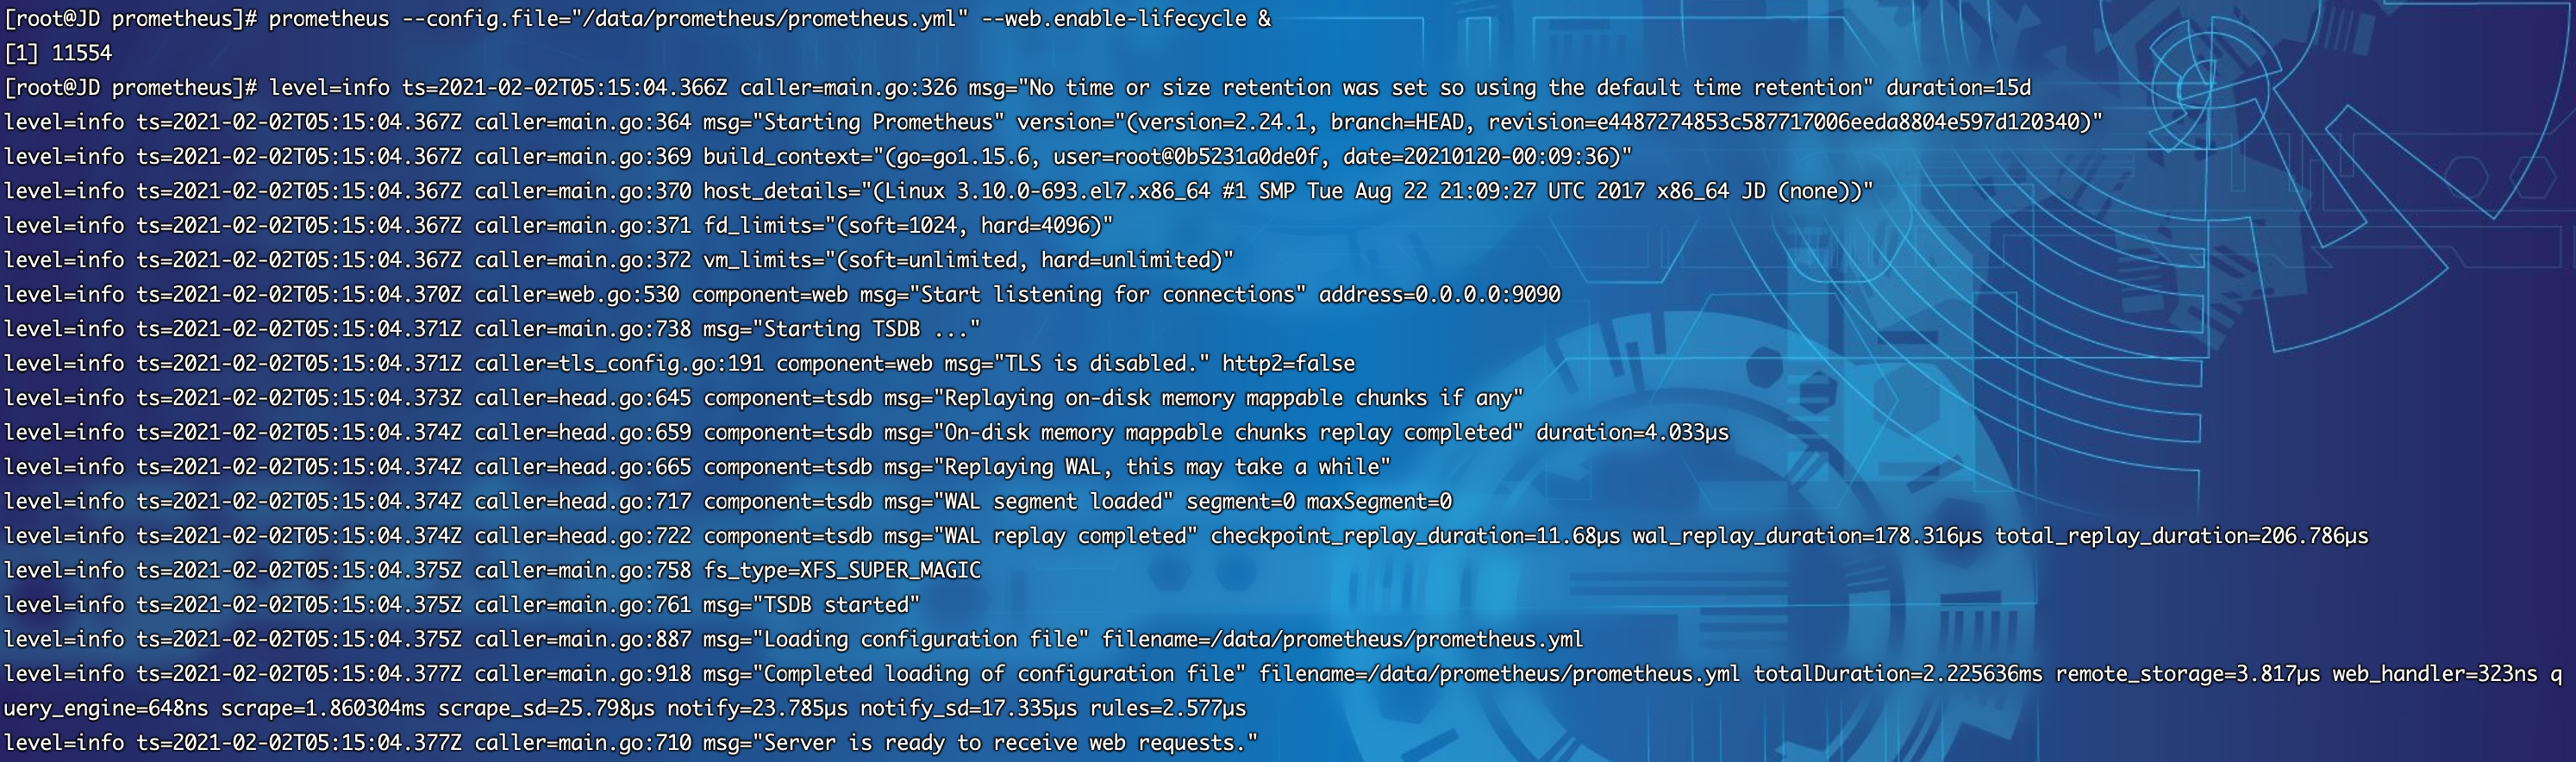 [root@JD prometheus]# prometheus --config.file="/data/prometheus/prometheus.yml" --web.enable-lifecycle &
[1] 11554
[root@JD prometheus]# level=info ts=2021-02-02T05:15:04.366Z caller=main.go:326 msg="No time or size retention was set so using the default time retention" duration=15d
level=info ts=2021-02-02T05:15:04.367Z caller=main.go:364 msg="Starting Prometheus" version="(version=2.24.1, branch=HEAD, revision=e4487274853c587717006eeda8804e597d120340)"
level=info ts=2021-02-02T05:15:04.367Z caller=main.go:369 build_context="(go=go1.15.6, user=root@0b5231a0de0f, date=20210120-00:09:36)"
level=info ts=2021-02-02T05:15:04.367Z caller=main.go:370 host_details="(Linux 3.10.0-693.el7.x86_64 #1 SMP Tue Aug 22 21:09:27 UTC 2017 x86_64 JD (none))"
level=info ts=2021-02-02T05:15:04.367Z caller=main.go:371 fd_limits="(soft=1024, hard=4096)"
level=info ts=2021-02-02T05:15:04.367Z caller=main.go:372 vm_limits="(soft=unlimited, hard=unlimited)"
level=info ts=2021-02-02T05:15:04.370Z caller=web.go:530 component=web msg="Start listening for connections" address=0.0.0.0:9090
level=info ts=2021-02-02T05:15:04.371Z caller=main.go:738 msg="Starting TSDB ..."
level=info ts=2021-02-02T05:15:04.371Z caller=tls_config.go:191 component=web msg="TLS is disabled." http2=false
level=info ts=2021-02-02T05:15:04.373Z caller=head.go:645 component=tsdb msg="Replaying on-disk memory mappable chunks if any"
level=info ts=2021-02-02T05:15:04.374Z caller=head.go:659 component=tsdb msg="On-disk memory mappable chunks replay completed" duration=4.033µs
level=info ts=2021-02-02T05:15:04.374Z caller=head.go:665 component=tsdb msg="Replaying WAL, this may take a while"
level=info ts=2021-02-02T05:15:04.374Z caller=head.go:717 component=tsdb msg="WAL segment loaded" segment=0 maxSegment=0
level=info ts=2021-02-02T05:15:04.374Z caller=head.go:722 component=tsdb msg="WAL replay completed" checkpoint_replay_duration=11.68µs wal_replay_duration=178.316µs total_replay_duration=206.786µs
level=info ts=2021-02-02T05:15:04.375Z caller=main.go:758 fs_type=XFS_SUPER_MAGIC
level=info ts=2021-02-02T05:15:04.375Z caller=main.go:761 msg="TSDB started"
level=info ts=2021-02-02T05:15:04.375Z caller=main.go:887 msg="Loading configuration file" filename=/data/prometheus/prometheus.yml
level=info ts=2021-02-02T05:15:04.377Z caller=main.go:918 msg="Completed loading of configuration file" filename=/data/prometheus/prometheus.yml totalDuration=2.225636ms remote_storage=3.817µs web_handler=323ns q
uery_engine=648ns scrape=1.860304ms scrape_sd=25.798µs notify=23.785µs notify_sd=17.335µs rules=2.577µs
level=info ts=2021-02-02T05:15:04.377Z caller=main.go:710 msg="Server is ready to receive web requests."